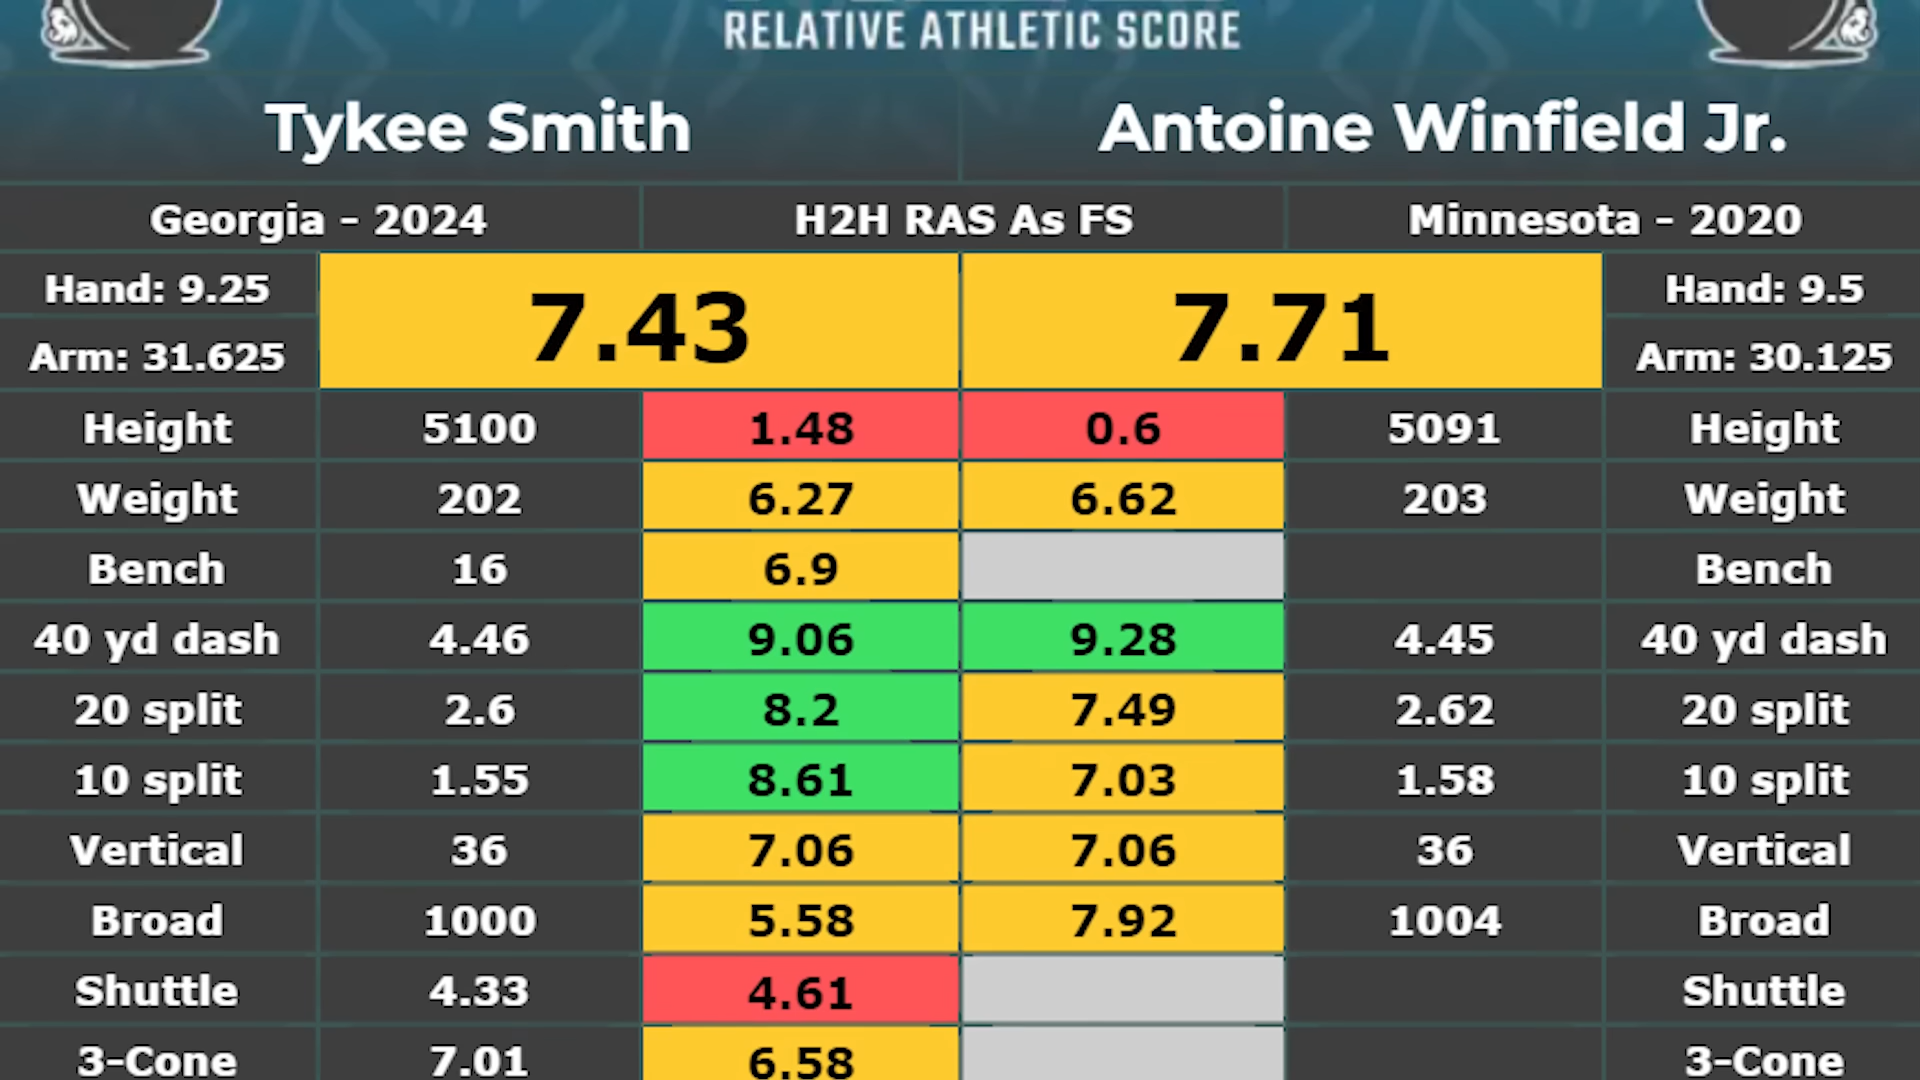 RELATIVE ATHLETIC SCORE
Tykee Smith Antoine Winfield Jr.
Georgia - 2024 H2H RAS As FS Minnesota - 2020
Hand: 9.25 7.43 7.71 Hand: 9.5
Arm: 31.625 Arm: 30.125
Height 5100 1.48 0.6 5091 Height
Weight 202 6.27 6.62 203 Weight
Bench 16 6.9 Bench
40 yd dash 4.46 9.06 9.28 4.45 40 yd dash
20 split 2.6 8.2 7.49 2.62 20 split
10 split 1.55 8.61 7.03 1.58 10 split
Vertical 36 7.06 7.06 36 Vertical
Broad 1000 5.58 7.92 1004 Broad
Shuttle 4.33 4.61 Shuttle
3-Cone 7.01 6.58 3-Cone